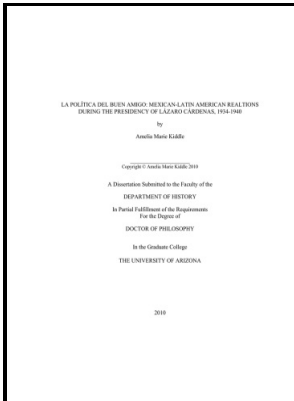 LA POLÍTICA DEL BUEN AMIGO: MEXICAN-LATIN AMERICAN REALTIONS
DURING THE PRESIDENCY OF LÁZARO CÁRDENAS, 1934-1940
by
Amelia Marie Kiddle
Copyright © Amelia Marie Kiddle 2010
A Dissertation Submitted to the Faculty of the
DEPARTMENT OF HISTORY
In Partial Fulfillment of the Requirements
For the Degree of
DOCTOR OF PHILOSOPHY
In the Graduate College
THE UNIVERSITY OF ARIZONA
2010